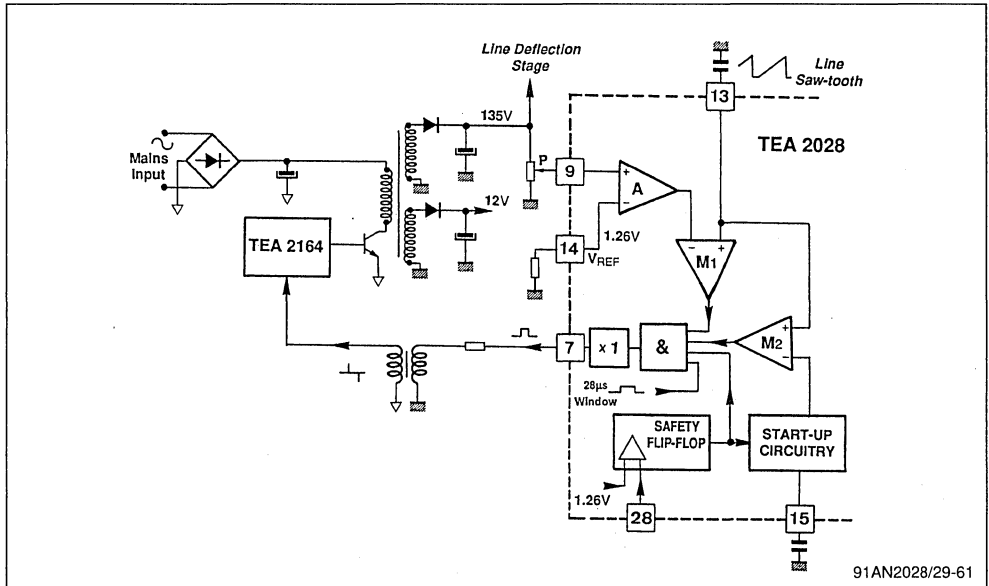 Line Deflection
Stage
13
Line
Saw-tooth
TEA 2028
135V
P
9
+
A
−
Mains
Input
12V
1.26V
14
VREF
− +
M1
TEA 2164
+
M2
−
7
x 1
&
28µs
Window
SAFETY
FLIP-FLOP
START-UP
CIRCUITRY
1.26V
28
15
91AN2028/29-61